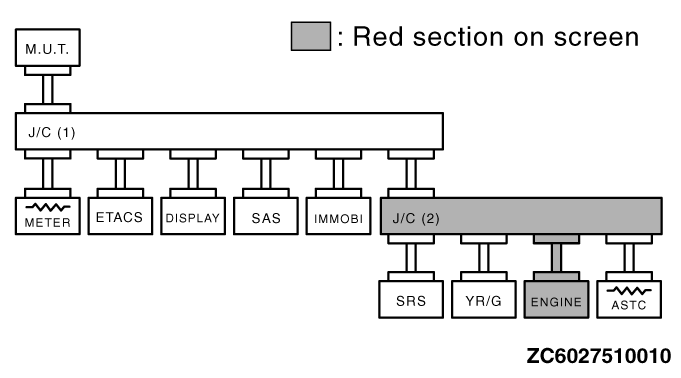 M.U.T.
: Red section on screen
J/C (1)
METER
ETACS
DISPLAY
SAS
IMMOBI
J/C (2)
SRS
YR/G
ENGINE
ASTC
ZC6027510010